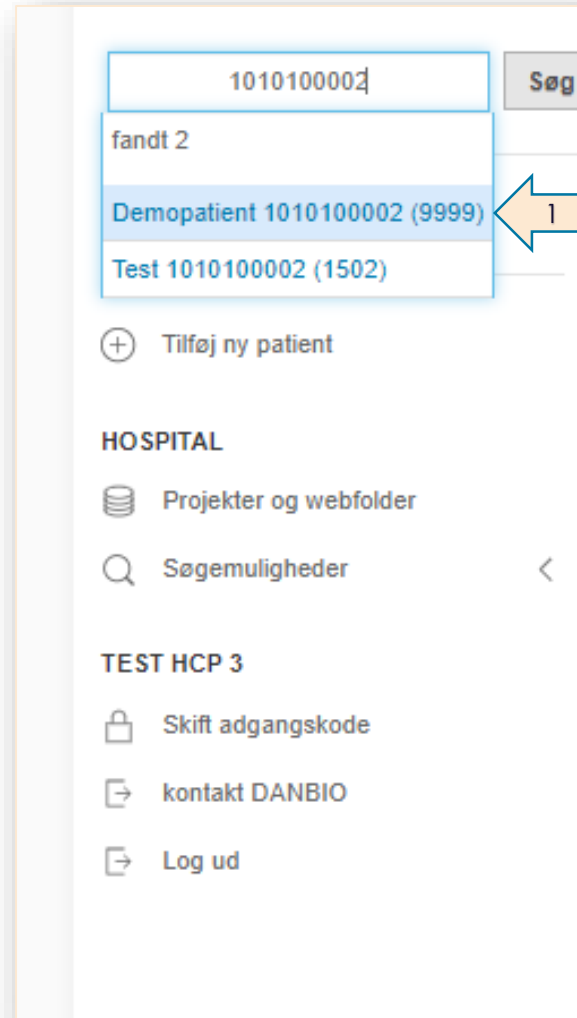 1010100002 Søg
fandt 2
Demopatient 1010100002 (9999) 1
Test 1010100002 (1502)
Tilføj ny patient
HOSPITAL
Projekter og webfolder
Søgemuligheder
TEST HCP 3
Skift adgangskode
kontakt DANBIO
Log ud